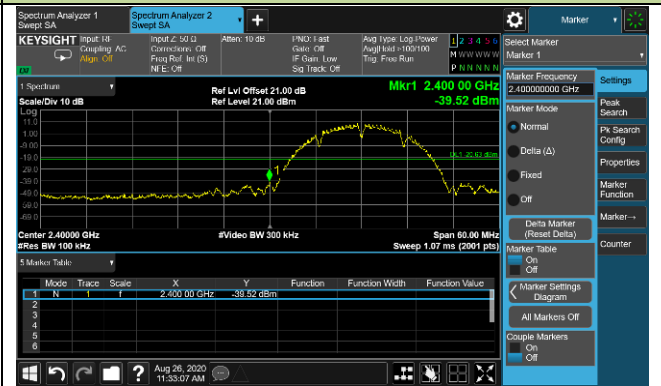 Spectrum Analyzer 1
Swept SA
Spectrum Analyzer 2
Swept SA
+
Marker
KEYSIGHT
Input: RF
Coupling: AC
Align: Off
Input Z: 50 Ω
Corrections: Off
Freq Ref: Int (S)
NFE: Off
Atten: 10 dB
PNO: Fast
Gate: Off
IF Gain: Low
Sig Track: Off
Avg Type: Log-Power
Avg|Hold >100/100
Trig: Free Run
1 2 3 4 5 6
M W W W W W
P N N N N N
Select Marker
Marker 1
1 Spectrum
Scale/Div 10 dB
Ref Lvl Offset 21.00 dB
Ref Level 21.00 dBm
Mkr1 2.400 00 GHz
-39.52 dBm
Log
11.0
1.00
-9.00
-19.0
-29.0
-39.0
-49.0
-59.0
-69.0
1
Center 2.40000 GHz
#Res BW 100 kHz
#Video BW 300 kHz
Span 60.00 MHz
Sweep 1.07 ms (2001 pts)
5 Marker Table
Mode Trace Scale X Y Function Function Width Function Value
1 N 1 f 2.400 00 GHz -39.52 dBm
2
3
4
5
6
Marker Frequency
2.400000000 GHz
Marker Mode
Normal
Delta (Δ)
Fixed
Off
Delta Marker
(Reset Delta)
Marker Table
On
Off
Marker Settings
Diagram
All Markers Off
Couple Markers
On
Off
Settings
Peak
Search
Pk Search
Config
Properties
Marker
Function
Marker→
Counter
?
Aug 26, 2020
11:33:07 AM